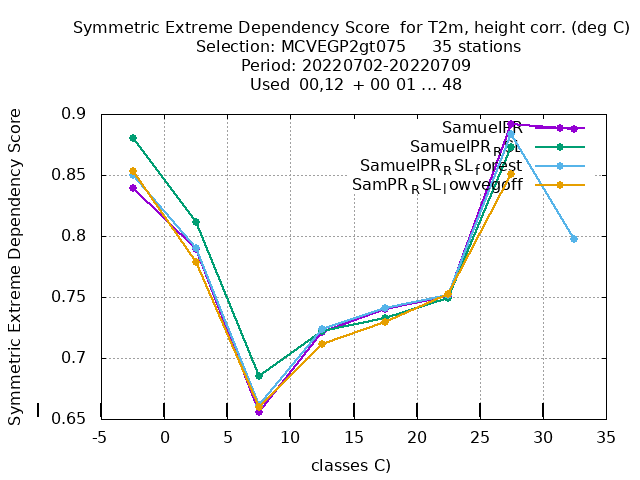 Symmetric Extreme Dependency Score for T2m, height corr. (deg C)
Selection: MCVEGP2gt075 35 stations
Period: 20220702-20220709
Used 00,12 + 00 01 ... 48
Symmetric Extreme Dependency Score
0.9
0.85
0.8
0.75
0.7
0.65
SamuelPR
SamuelPR_RSL
SamuelPR_RSL_forest
SamPR_RSL_lowvegoff
-5 0 5 10 15 20 25 30 35
classes C)